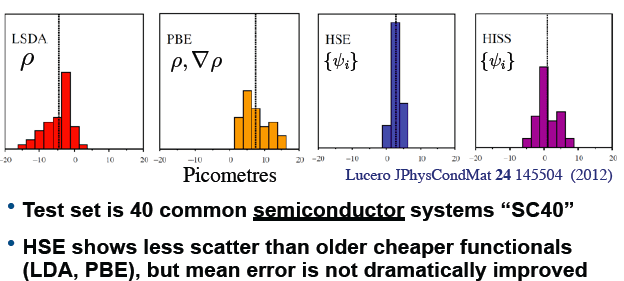 LSDA
ρ
PBE
ρ, ∇ρ
HSE
{ψᵢ}
HISS
{ψᵢ}
-20 -10 0 10 20
-20 -10 0 10 20
-20 -10 0 10 20
-20 -10 0 10 20
Picometres
Lucero JPhysCondMat 24 145504 (2012)
• Test set is 40 common semiconductor systems “SC40”
• HSE shows less scatter than older cheaper functionals
(LDA, PBE), but mean error is not dramatically improved